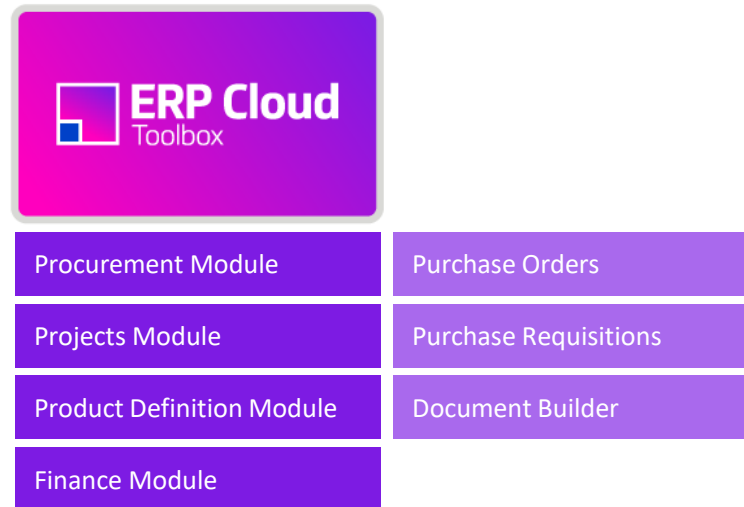 ERP Cloud
Toolbox
Procurement Module
Purchase Orders
Projects Module
Purchase Requisitions
Product Definition Module
Document Builder
Finance Module